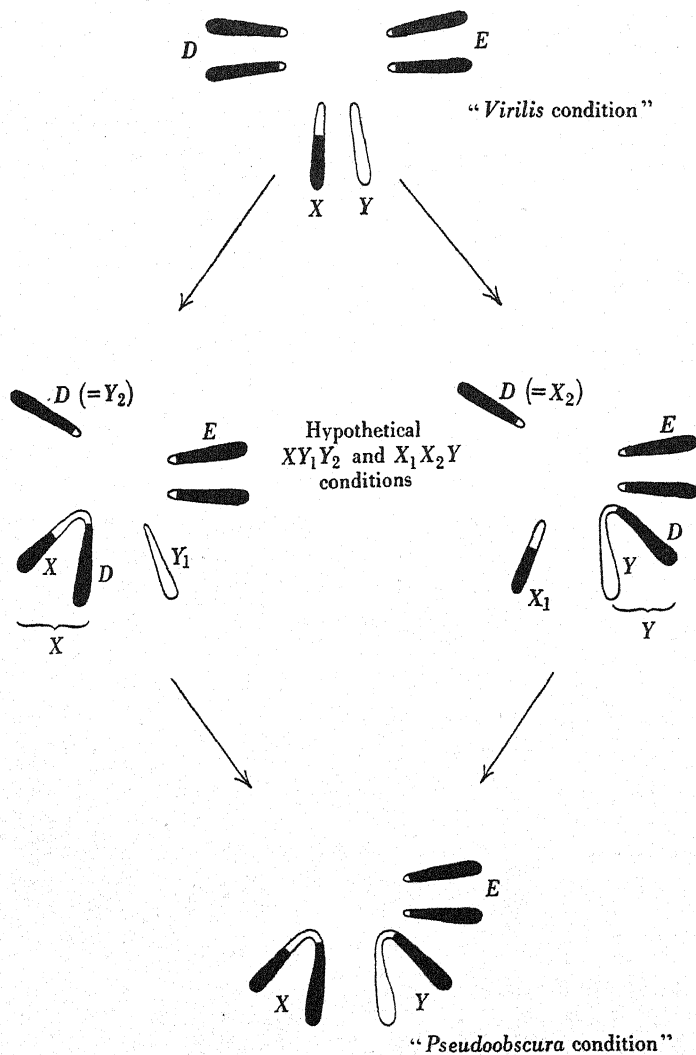 D
E
“Virilis condition”
X Y
D (=Y₂)
D (=X₂)
E
Hypothetical
XY₁Y₂ and X₁X₂Y
conditions
E
X
D
Y₁
X
X₁
Y
D
Y
E
X
Y
“Pseudoobscura condition”